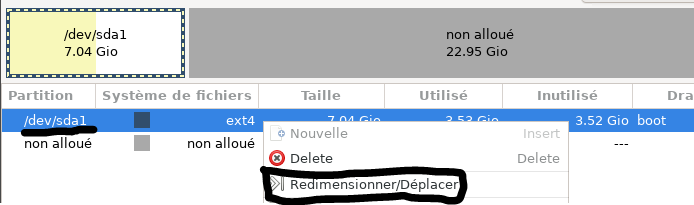 /dev/sda1
7.04 Gio
non alloué
22.95 Gio
Partition Système de fichiers Taille Utilisé Inutilisé Dra
/dev/sda1 ext4 7.04 Gio 3.53 Gio 3.52 Gio boot
non alloué non alloué ---
Nouvelle Insert
Delete Delete
Redimensionner/Déplacer